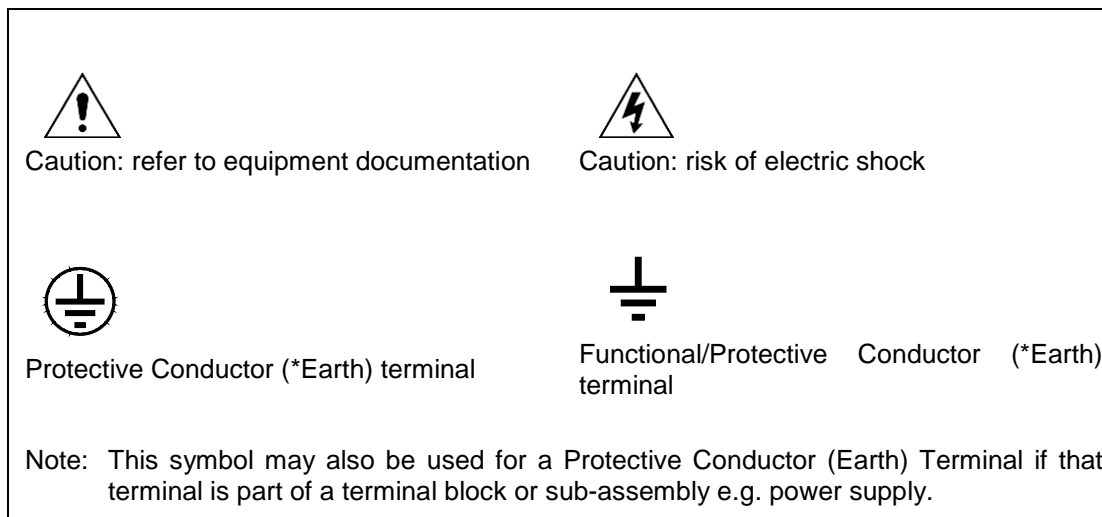 Caution: refer to equipment documentation
Caution: risk of electric shock
Protective Conductor (*Earth) terminal
Functional/Protective Conductor (*Earth)
terminal
Note: This symbol may also be used for a Protective Conductor (Earth) Terminal if that
terminal is part of a terminal block or sub-assembly e.g. power supply.